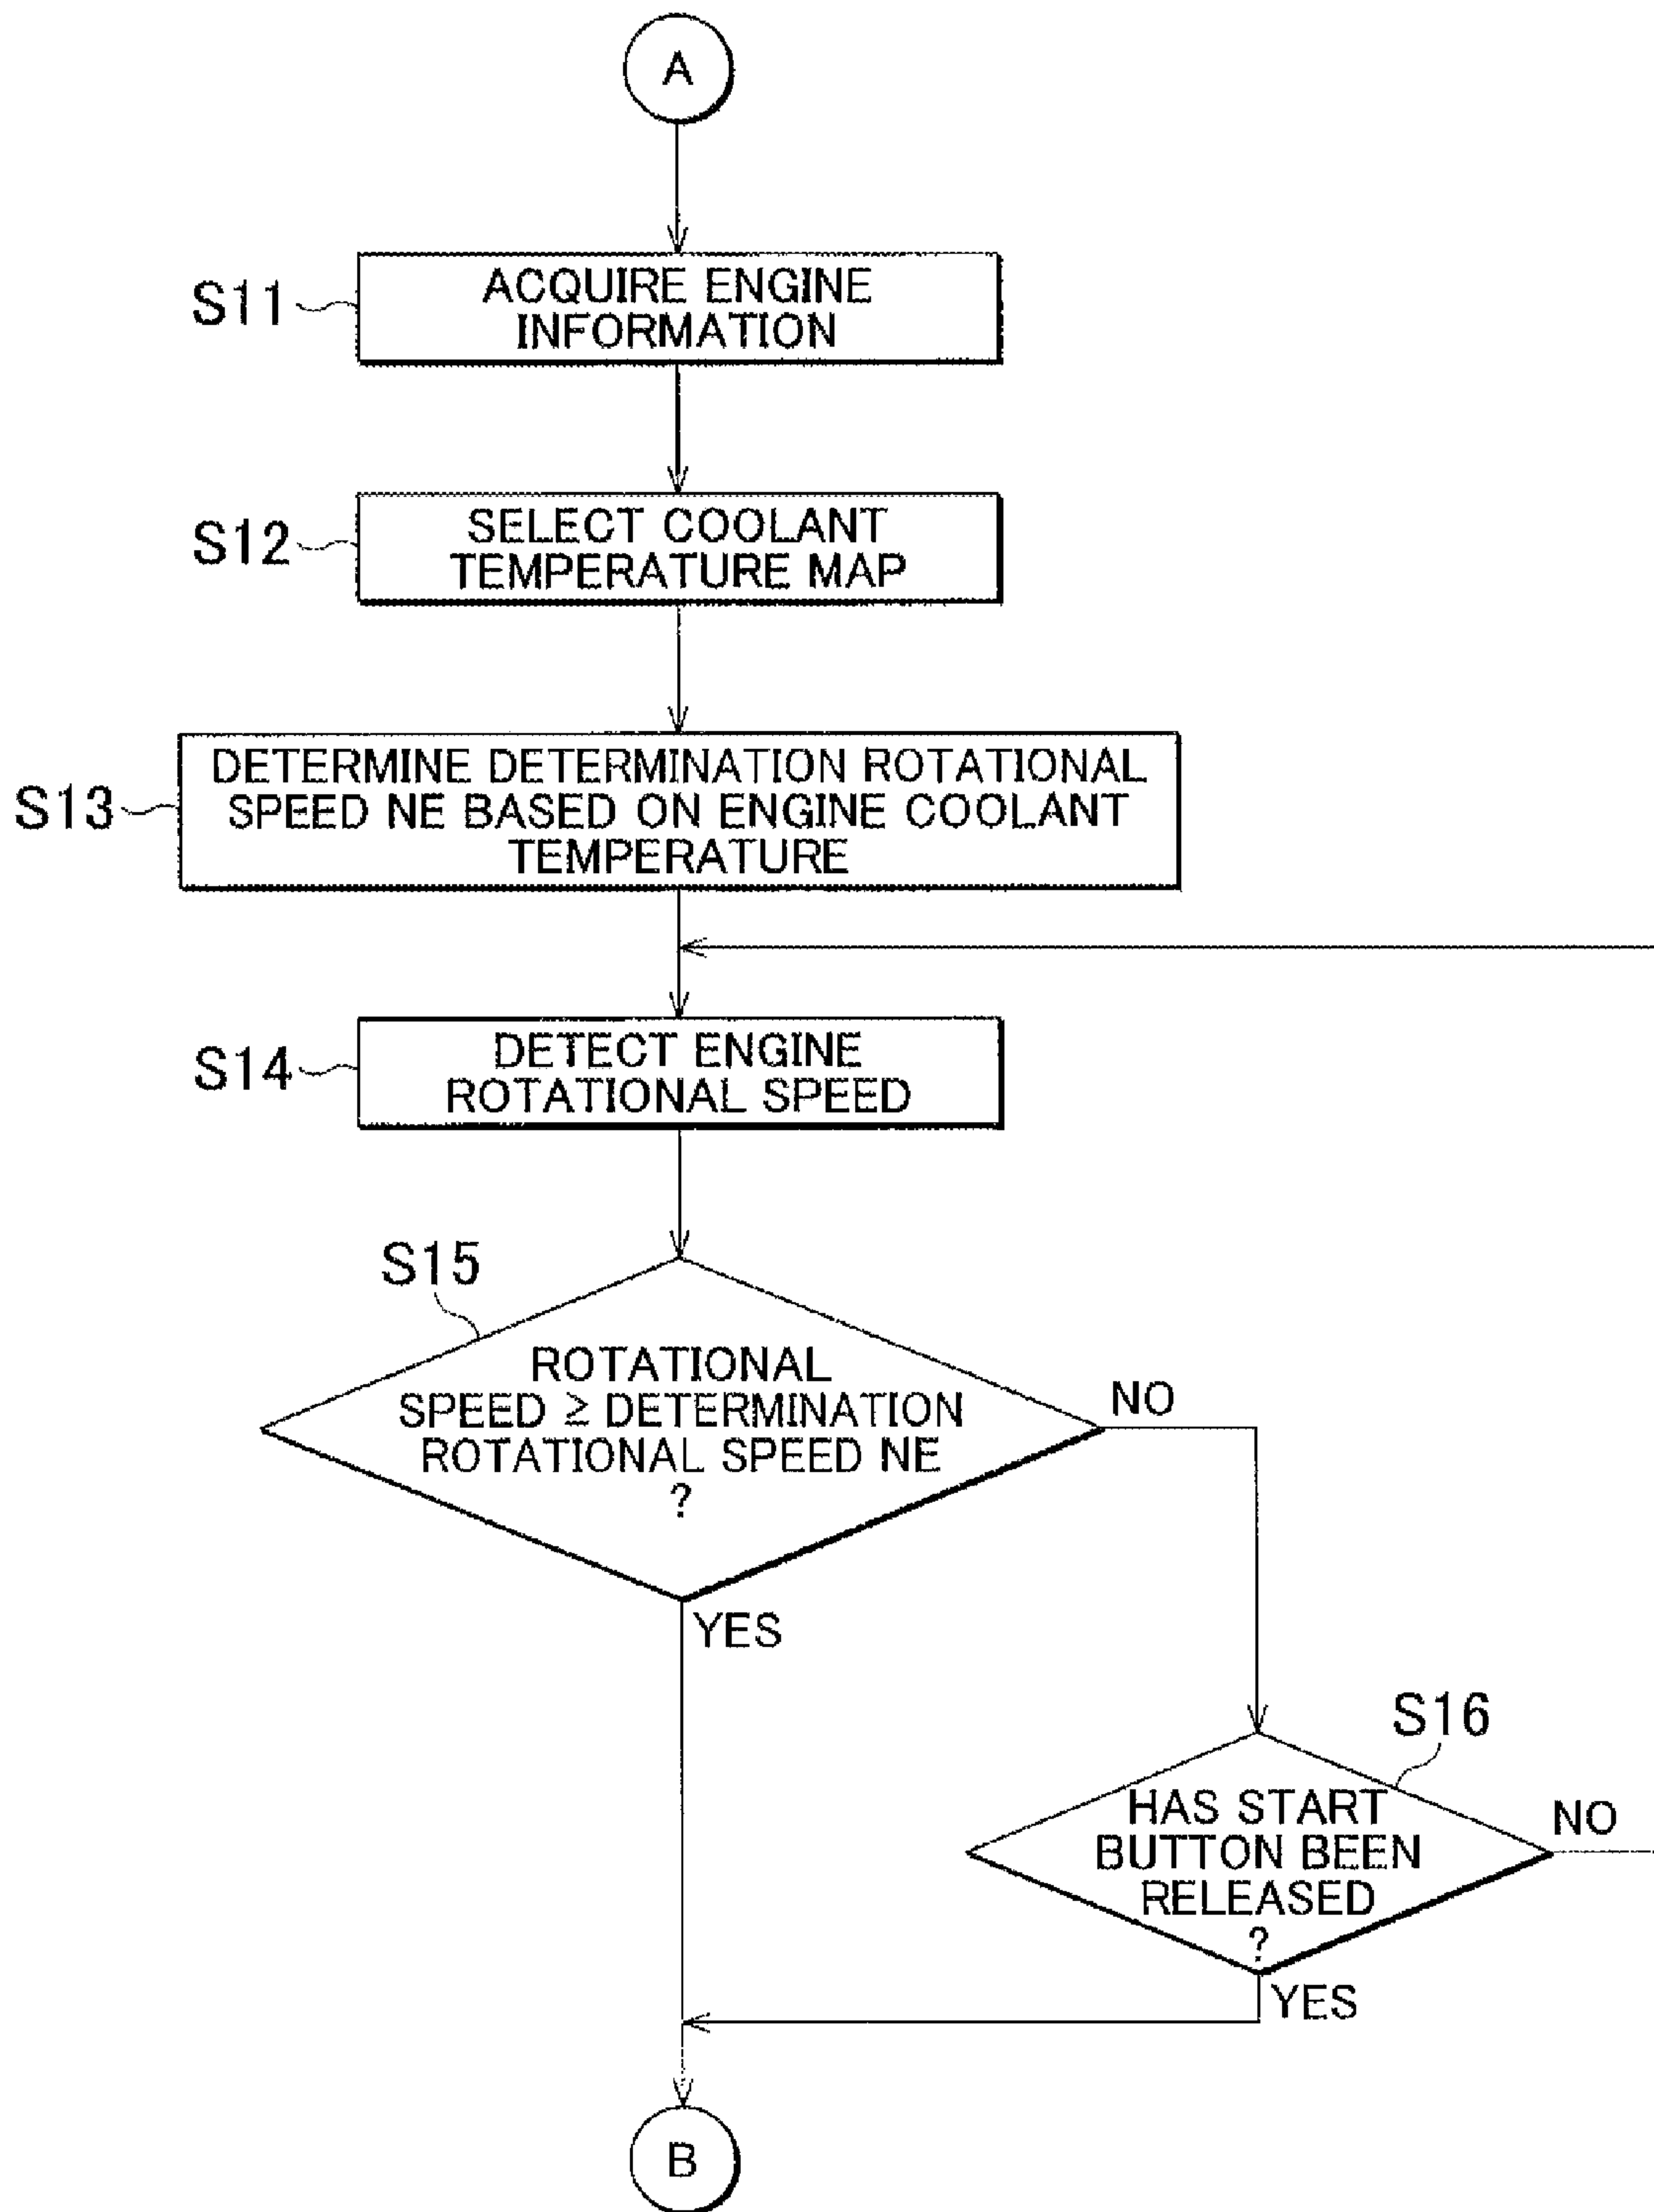 A
S11
ACQUIRE ENGINE
INFORMATION
S12
SELECT COOLANT
TEMPERATURE MAP
S13
DETERMINE DETERMINATION ROTATIONAL
SPEED NE BASED ON ENGINE COOLANT
TEMPERATURE
S14
DETECT ENGINE
ROTATIONAL SPEED
S15
ROTATIONAL
SPEED ≥ DETERMINATION
ROTATIONAL SPEED NE
?
NO
YES
S16
HAS START
BUTTON BEEN
RELEASED
?
NO
YES
B